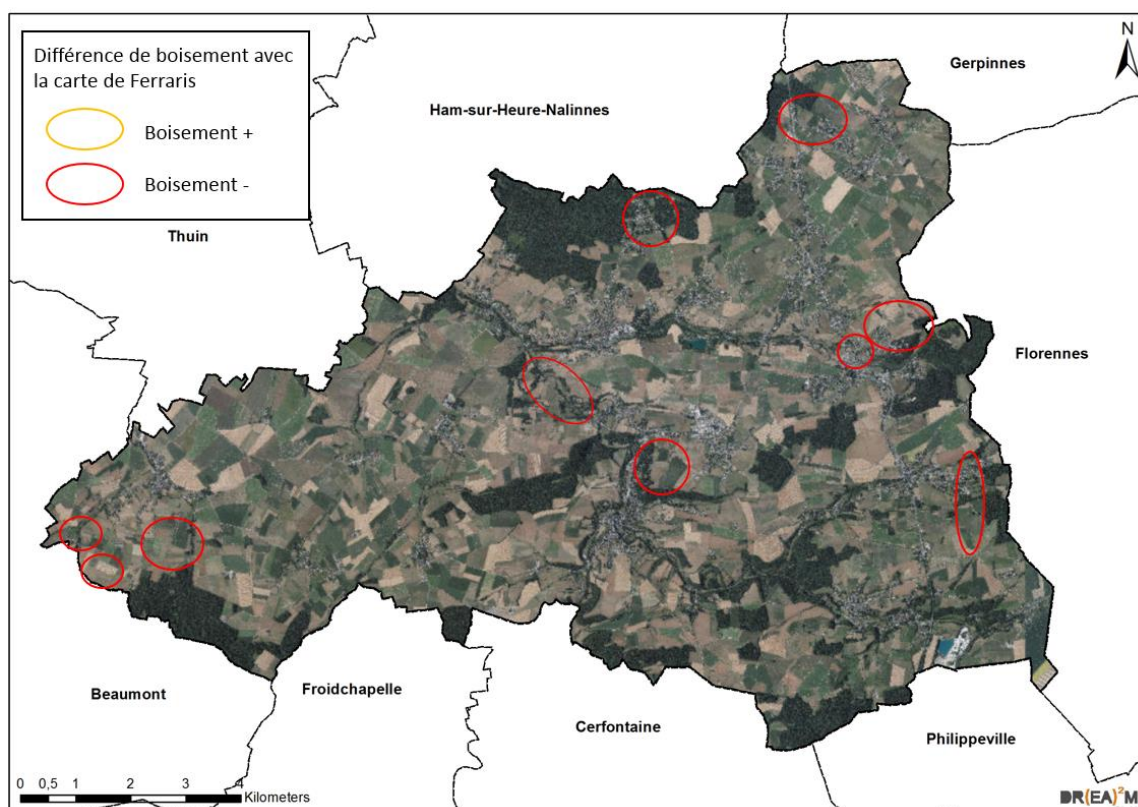 Différence de boisement avec
la carte de Ferraris
Boisement +
Boisement -
N
Gerpinnes
Ham-sur-Heure-Nalinnes
Thuin
Florennes
Beaumont
Froidchapelle
Cerfontaine
Philippeville
0 0,5 1 2 3 4
Kilometers
DR(EA)²M